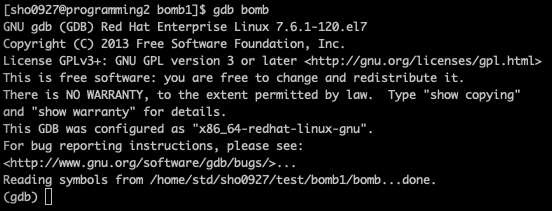 [sho0927@programming2 bomb1]$ gdb bomb
GNU gdb (GDB) Red Hat Enterprise Linux 7.6.1-120.el7
Copyright (C) 2013 Free Software Foundation, Inc.
License GPLv3+: GNU GPL version 3 or later <http://gnu.org/licenses/gpl.html>
This is free software: you are free to change and redistribute it.
There is NO WARRANTY, to the extent permitted by law.  Type "show copying"
and "show warranty" for details.
This GDB was configured as "x86_64-redhat-linux-gnu".
For bug reporting instructions, please see:
<http://www.gnu.org/software/gdb/bugs/>...
Reading symbols from /home/std/sho0927/test/bomb1/bomb...done.
(gdb)